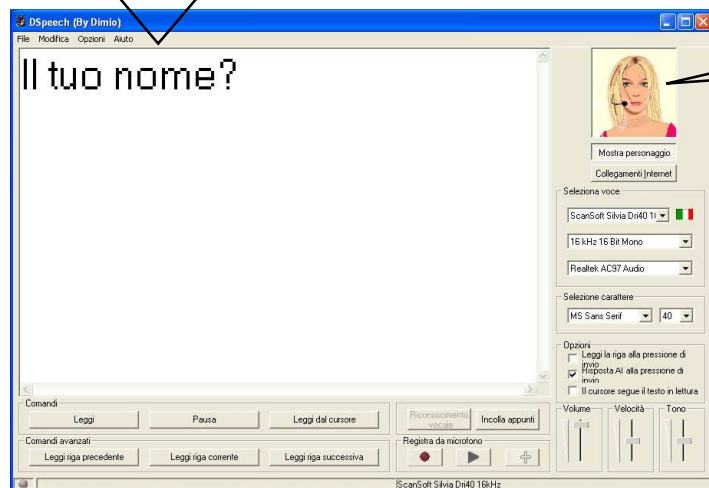 DSpeech (By Dimio)
File Modifica Opzioni Aiuto
Il tuo nome?
Mostra personaggio
Collegamenti Internet
Seleziona voce
ScanSoft Silvia Dri40 1
16 kHz 16 Bit Mono
Realtek AC97 Audio
Selezione carattere
MS Sans Serif 40
Opzioni
Leggi la riga alla pressione di
invio
Risposta AI alla pressione di
invio
Il cursore segue il testo in lettura
Comandi
Leggi Pausa Leggi dal cursore
Riconoscimento
vocale
Incolla appunti
Volume Velocità Tono
Comandi avanzati
Leggi riga precedente Leggi riga corrente Leggi riga successiva
Registra da microfono
ScanSoft Silvia Dri40 16kHz